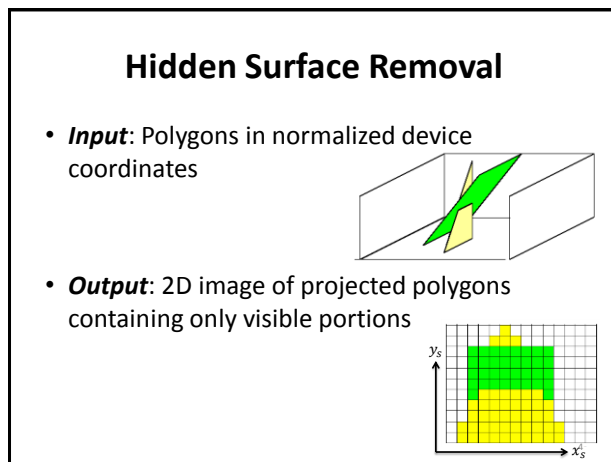 Hidden Surface Removal
• Input: Polygons in normalized device
coordinates
• Output: 2D image of projected polygons
containing only visible portions
yₛ
xₛ
4